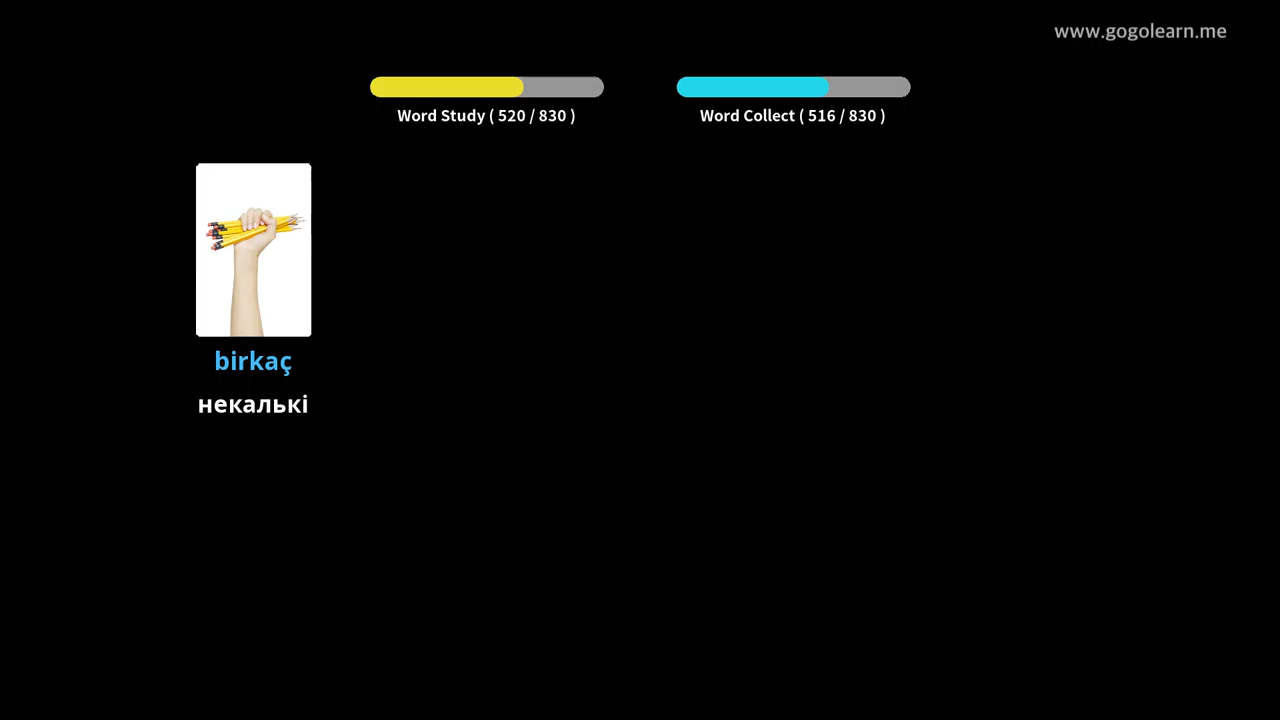 www.gogolearn.me
Word Study ( 520 / 830 )
Word Collect ( 516 / 830 )
birkaç
некалькі